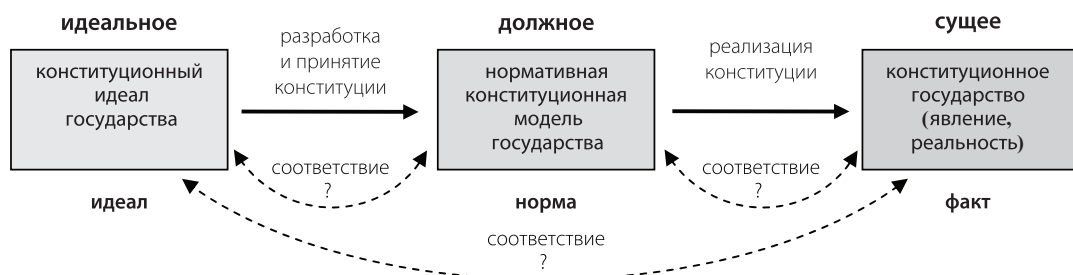 идеальное
должное
сущее
конституционный
идеал
государства
разработка
и принятие
конституции
нормативная
конституционная
модель
государства
реализация
конституции
конституционное
государство
(явление,
реальность)
соответствие
?
соответствие
?
идеал
норма
факт
соответствие
?